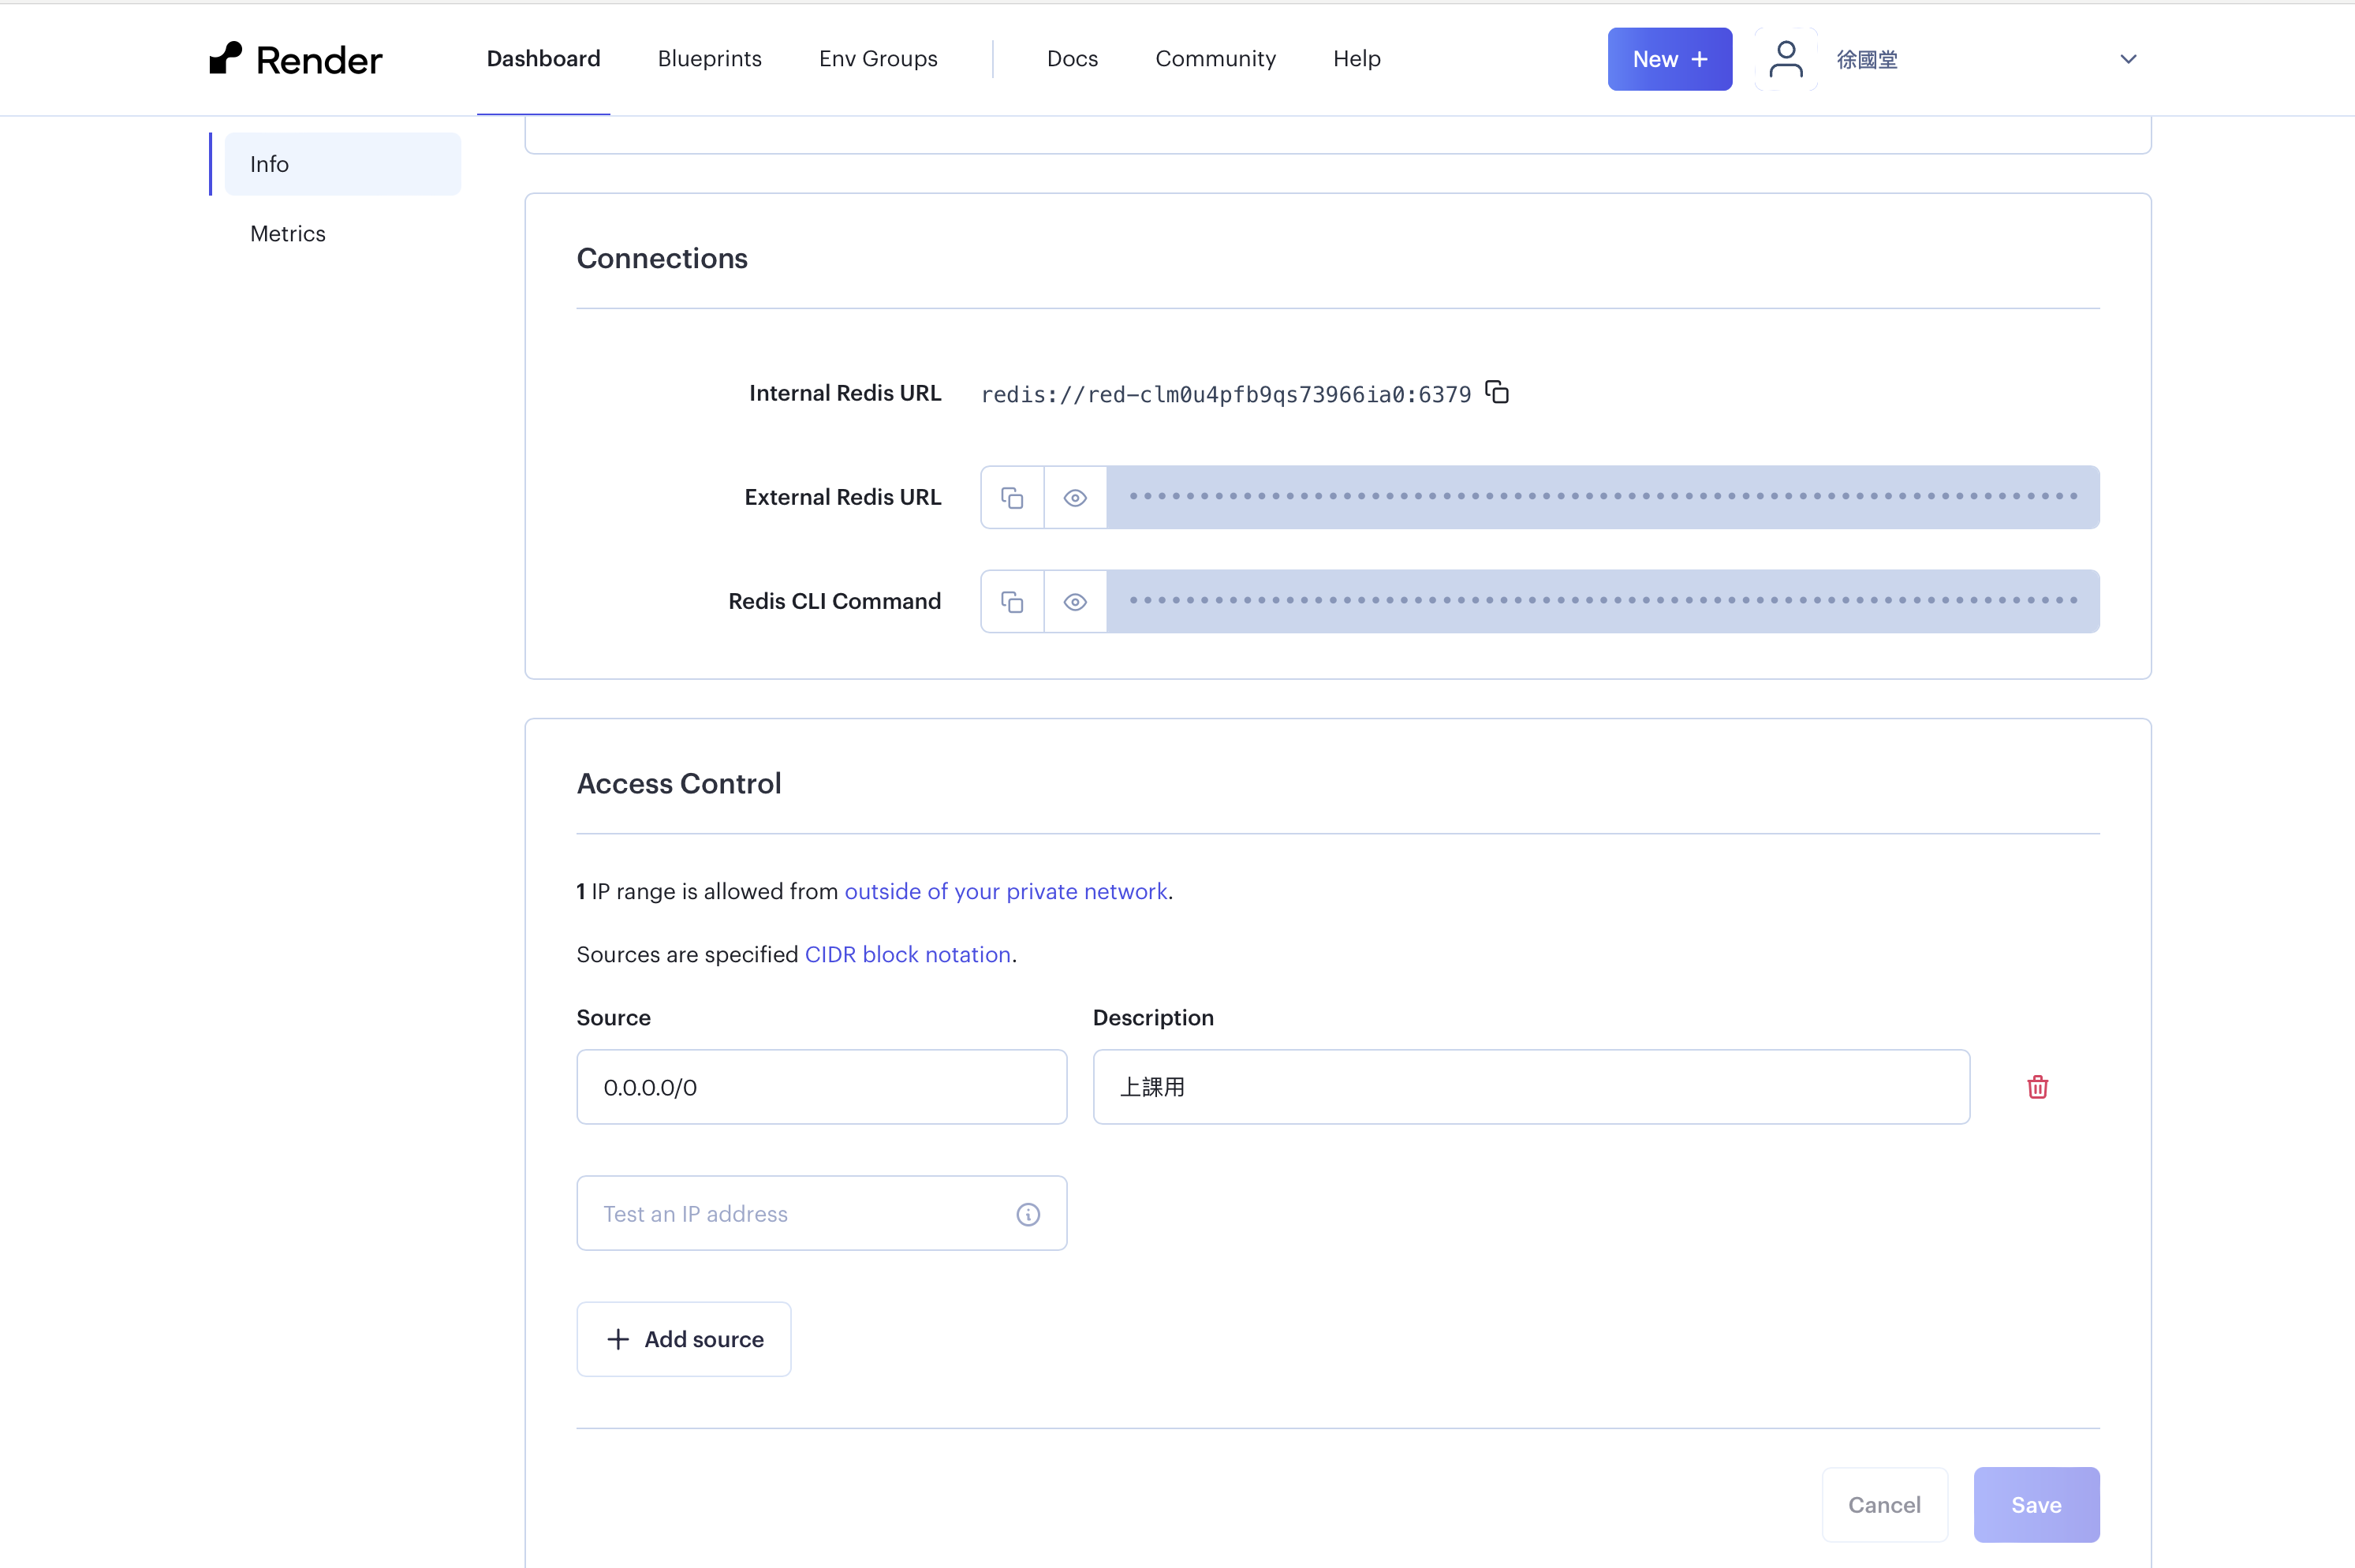 Render Dashboard Blueprints Env Groups Docs Community Help New + 徐國堂
Info
Metrics
Connections
Internal Redis URL redis://red-clm0u4pfb9qs73966ia0:6379
External Redis URL
Redis CLI Command
Access Control
1 IP range is allowed from outside of your private network.
Sources are specified CIDR block notation.
Source Description
0.0.0.0/0 上課用
Test an IP address
+ Add source
Cancel Save